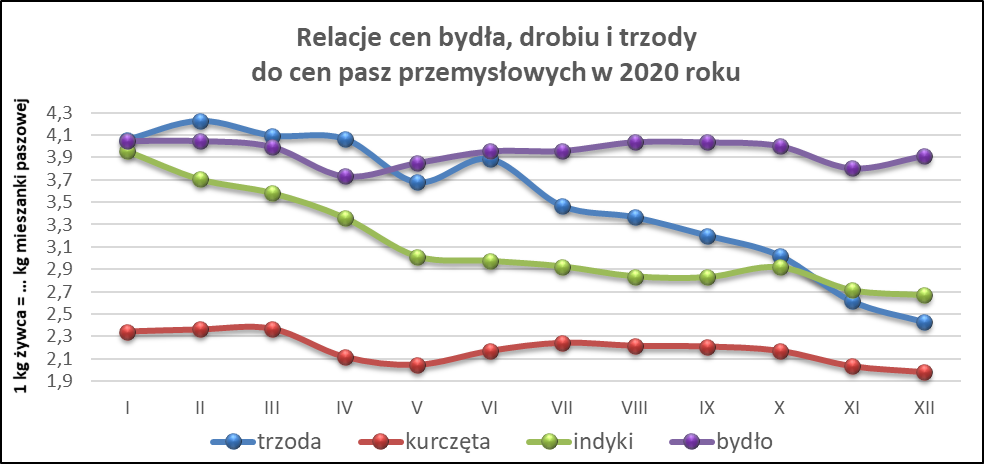 Relacje cen bydła, drobiu i trzody
do cen pasz przemysłowych w 2020 roku
1 kg żywca = ... kg mieszanki paszowej
4,3
4,1
3,9
3,7
3,5
3,3
3,1
2,9
2,7
2,5
2,3
2,1
1,9
I II III IV V VI VII VIII IX X XI XII
trzoda kurczęta indyki bydło